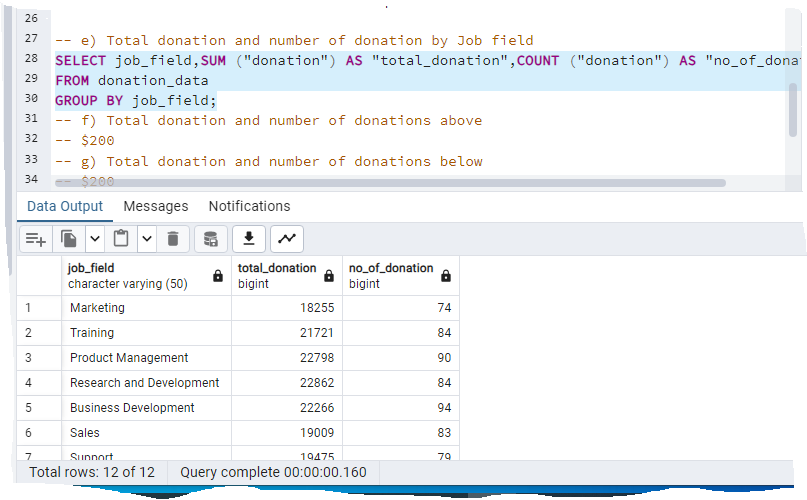 26
27 -- e) Total donation and number of donation by Job field
28 SELECT job_field,SUM ("donation") AS "total_donation",COUNT ("donation") AS "no_of_dona
29 FROM donation_data
30 GROUP BY job_field;
31 -- f) Total donation and number of donations above
32 -- $200
33 -- g) Total donation and number of donations below
34 -- $200
Data Output Messages Notifications
job_field total_donation no_of_donation
character varying (50) bigint bigint
1 Marketing 18255 74
2 Training 21721 84
3 Product Management 22798 90
4 Research and Development 22862 84
5 Business Development 22266 94
6 Sales 19009 83
7 Support 19475 79
Total rows: 12 of 12 Query complete 00:00:00.160